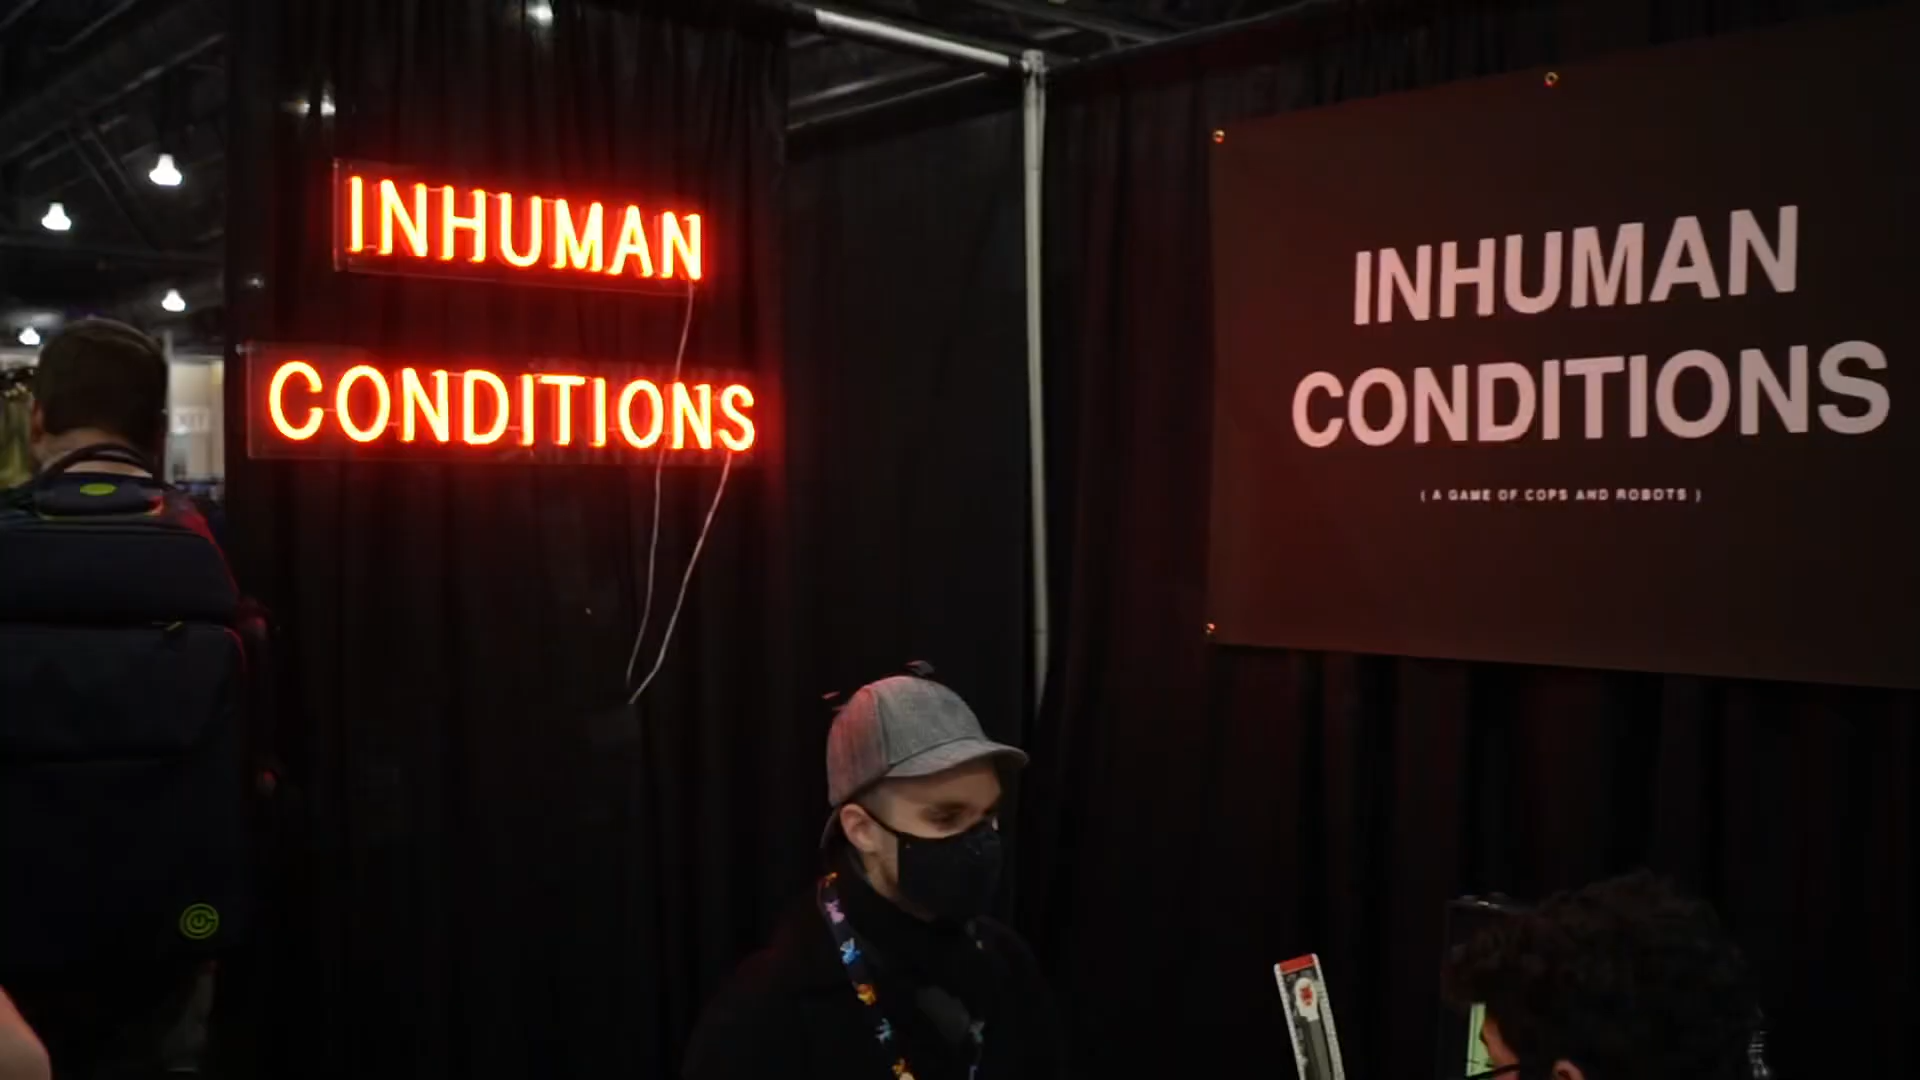 INHUMAN
CONDITIONS
INHUMAN
CONDITIONS
( A GAME OF COPS AND ROBOTS )